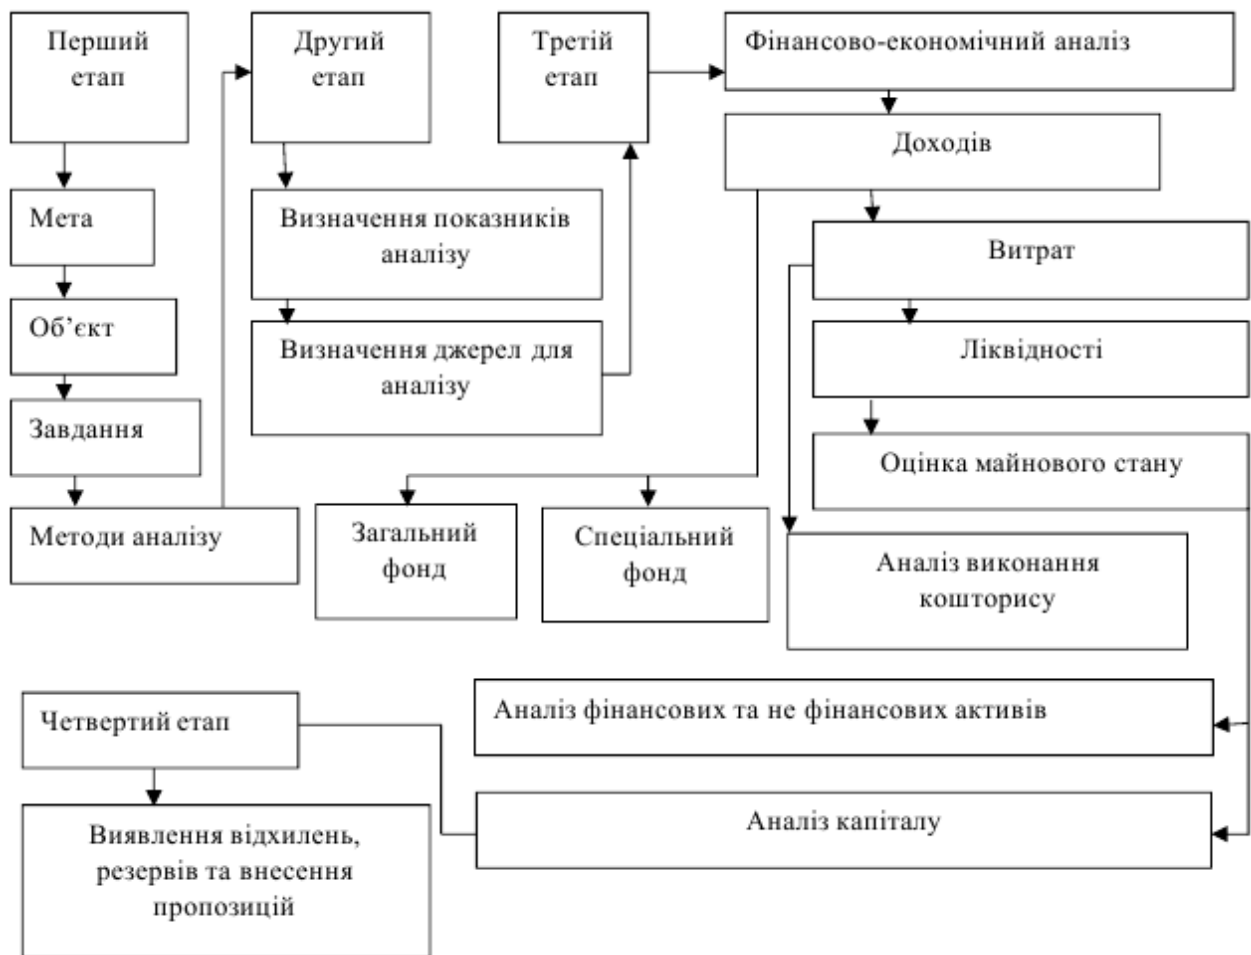 Перший
етап
Другий
етап
Третій
етап
Фінансово-економічний аналіз
Доходів
Мета
Визначення показників
аналізу
Витрат
Об’єкт
Визначення джерел для
аналізу
Ліквідності
Завдання
Оцінка майнового стану
Методи аналізу
Загальний
фонд
Спеціальний
фонд
Аналіз виконання
кошторису
Четвертий етап
Аналіз фінансових та не фінансових активів
Виявлення відхилень,
резервів та внесення
пропозицій
Аналіз капіталу